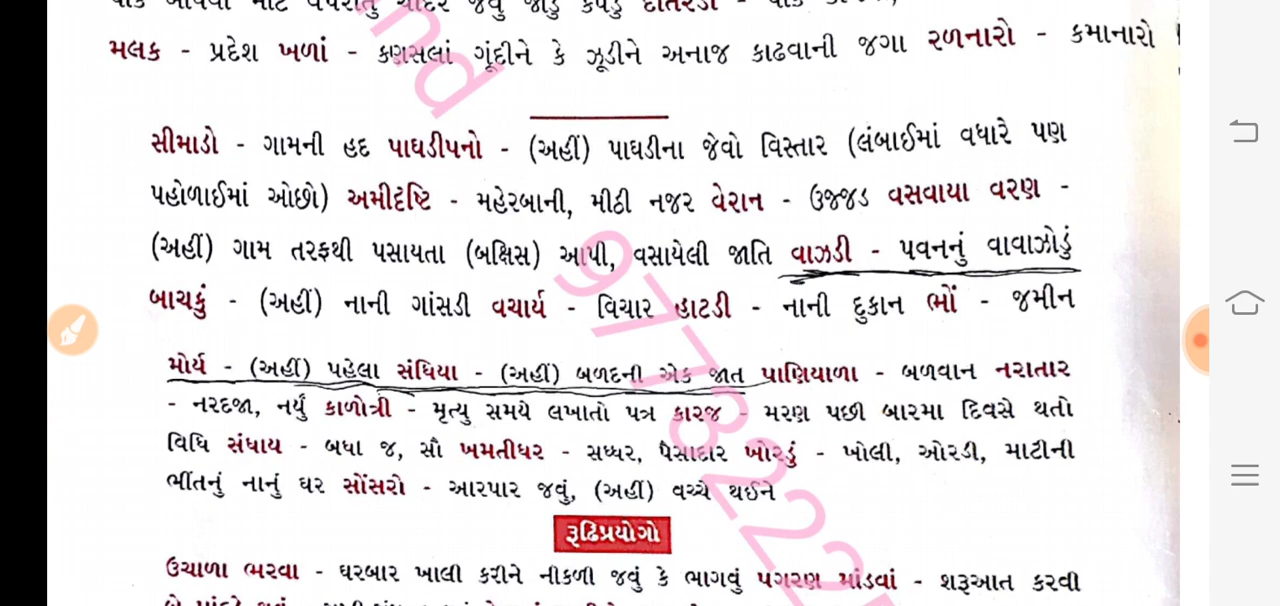 મલક - પ્રદેશ ખળાં - કણસલાં ગૂંદીને કે ઝૂડીને અનાજ કાઢવાની જગા રળનારો - કમાનારો
સીમાડો - ગામની હદ પાઘડીપનો - (અહીં) પાઘડીના જેવો વિસ્તાર (લંબાઈમાં વધારે પણ
પહોળાઈમાં ઓછો) અમીદૃષ્ટિ - મહેરબાની, મીઠી નજર વેરાન - ઉજ્જડ વસવાયા વરણ -
(અહીં) ગામ તરફથી પસાયતા (બક્ષિસ) આપી, વસાયેલી જાતિ વાઝડી - પવનનું વાવાઝોડું
બાચકું - (અહીં) નાની ગાંસડી વચાર્ય - વિચાર હાટડી - નાની દુકાન ભોં - જમીન
મોર્ય - (અહીં) પહેલા સંધિયા - (અહીં) બળદની એક જાત પાણિયાળા - બળવાન નરાતાર
- નરદજા, નર્યું કાળોત્રી - મૃત્યુ સમયે લખાતો પત્ર કારજ - મરણ પછી બારમા દિવસે થતો
વિધિ સંધાય - બધા જ, સૌ ખમતીધર - સધ્ધર, પૈસાદાર ખોરડું - ખોલી, ઓરડી, માટીની
ભીંતનું નાનું ઘર સોંસરો - આરપાર જવું, (અહીં) વચ્ચે થઈને
રૂઢિપ્રયોગો
ઉચાળા ભરવા - ઘરબાર ખાલી કરીને નીકળી જવું કે ભાગવું પગરણ માંડવાં - શરૂઆત કરવી
nd
978222